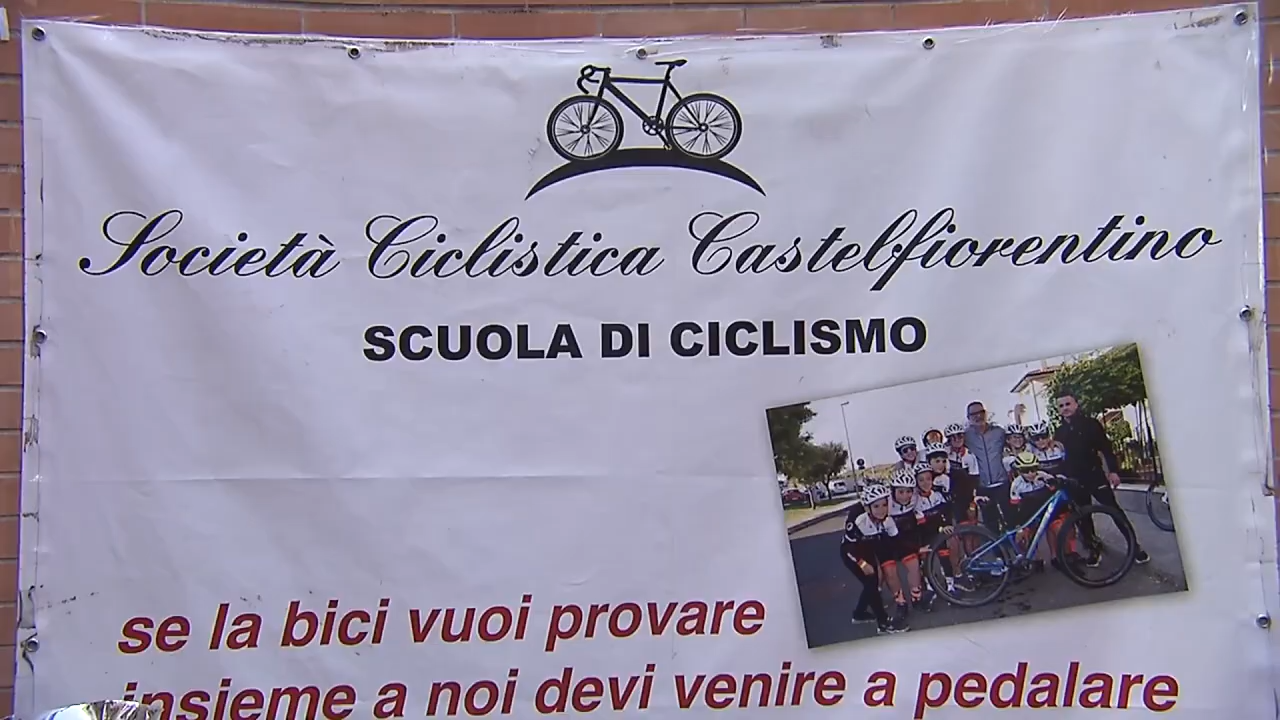 Società Ciclistica Castelfiorentino
SCUOLA DI CICLISMO
se la bici vuoi provare
insieme a noi devi venire a pedalare